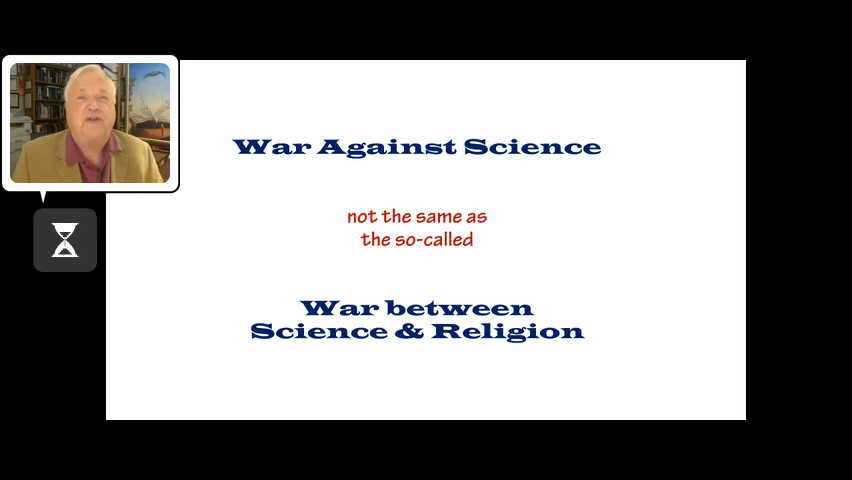 War Against Science
not the same as
the so-called
War between
Science & Religion